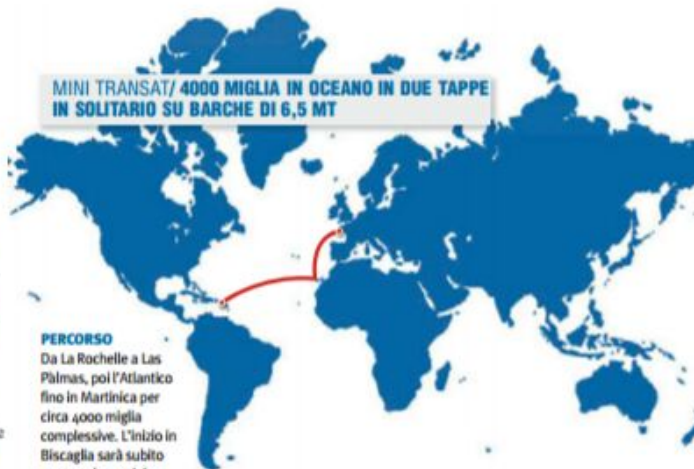 MINI TRANSAT/ 4000 MIGLIA IN OCEANO IN DUE TAPPE
IN SOLITARIO SU BARCHE DI 6,5 MT
PERCORSO
Da La Rochelle a Las
Palmas, poi l'Atlantico
fino in Martinica per
circa 4000 miglia
complessive. L'inizio in
Biscaglia sarà subito